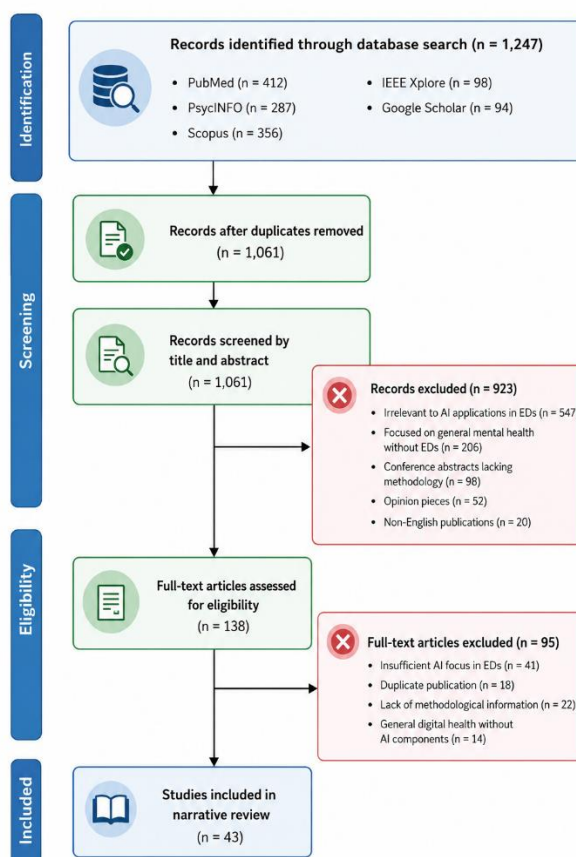 Identification
Records identified through database search (n = 1,247)
• PubMed (n = 412)
• PsycINFO (n = 287)
• Scopus (n = 356)
• IEEE Xplore (n = 98)
• Google Scholar (n = 94)
Screening
Records after duplicates removed
(n = 1,061)
Records screened by
title and abstract
(n = 1,061)
Records excluded (n = 923)
• Irrelevant to AI applications in EDs (n = 547
• Focused on general mental health
without EDs (n = 206)
• Conference abstracts lacking
methodology (n = 98)
• Opinion pieces (n = 52)
• Non-English publications (n = 20)
Eligibility
Full-text articles assessed
for eligibility
(n = 138)
Full-text articles excluded (n = 95)
• Insufficient AI focus in EDs (n = 41)
• Duplicate publication (n = 18)
• Lack of methodological information (n = 22)
• General digital health without
AI components (n = 14)
Included
Studies included in
narrative review
(n = 43)